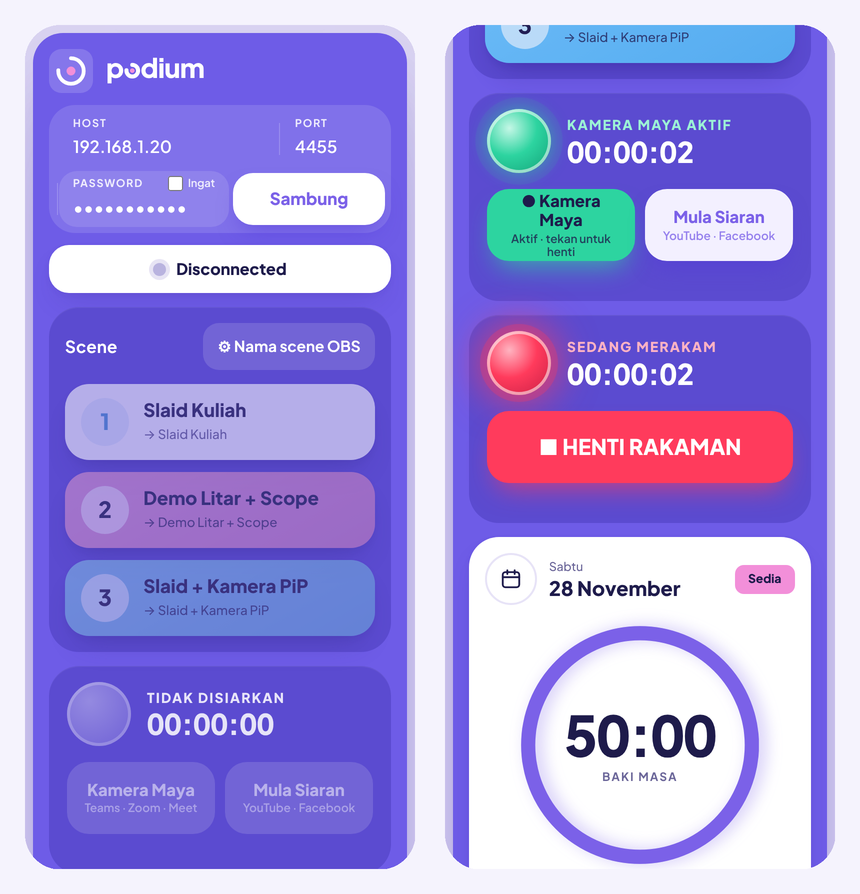 podium
HOST
192.168.1.20
PORT
4455
PASSWORD
Ingat
•••••••••••
Sambung
Disconnected
Scene
⚙ Nama scene OBS
1
Slaid Kuliah
→ Slaid Kuliah
2
Demo Litar + Scope
→ Demo Litar + Scope
3
Slaid + Kamera PiP
→ Slaid + Kamera PiP
TIDAK DISIARKAN
00:00:00
Kamera Maya
Teams · Zoom · Meet
Mula Siaran
YouTube · Facebook
3
→ Slaid + Kamera PiP
KAMERA MAYA AKTIF
00:00:02
● Kamera
Maya
Aktif · tekan untuk
henti
Mula Siaran
YouTube · Facebook
SEDANG MERAKAM
00:00:02
■ HENTI RAKAMAN
Sabtu
28 November
Sedia
50:00
BAKI MASA